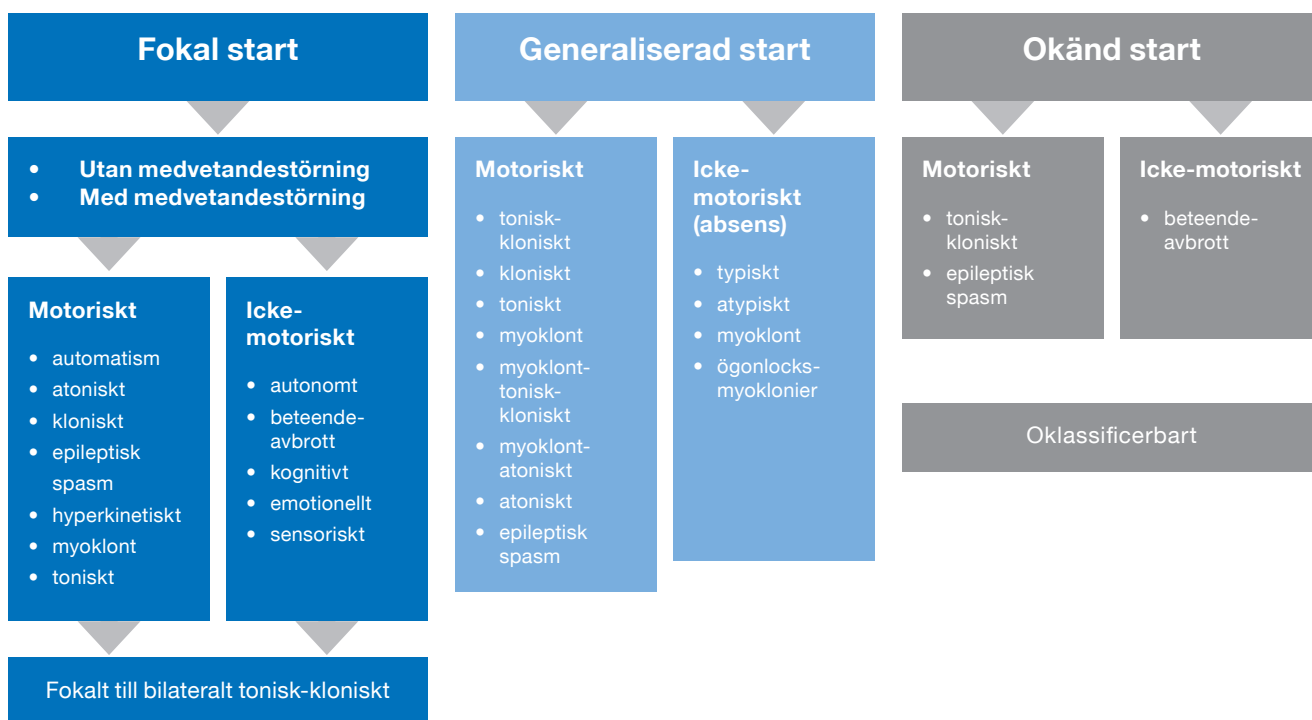 Fokal start
• Utan medvetandestörning
• Med medvetandestörning
Motoriskt
• automatism
• atoniskt
• kloniskt
• epileptisk
spasm
• hyperkinetiskt
• myoklont
• toniskt
Icke-
motoriskt
• autonomt
• beteende-
avbrott
• kognitivt
• emotionellt
• sensoriskt
Fokalt till bilateralt tonisk-kloniskt
Generaliserad start
Motoriskt
• tonisk-
kloniskt
• kloniskt
• toniskt
• myoklont
• myoklont-
tonisk-
kloniskt
• myoklont-
atoniskt
• atoniskt
• epileptisk
spasm
Icke-
motoriskt
(absens)
• typiskt
• atypiskt
• myoklont
• ögonlocks-
myoklonier
Okänd start
Motoriskt
• tonisk-
kloniskt
• epileptisk
spasm
Icke-motoriskt
• beteende-
avbrott
Oklassificerbart